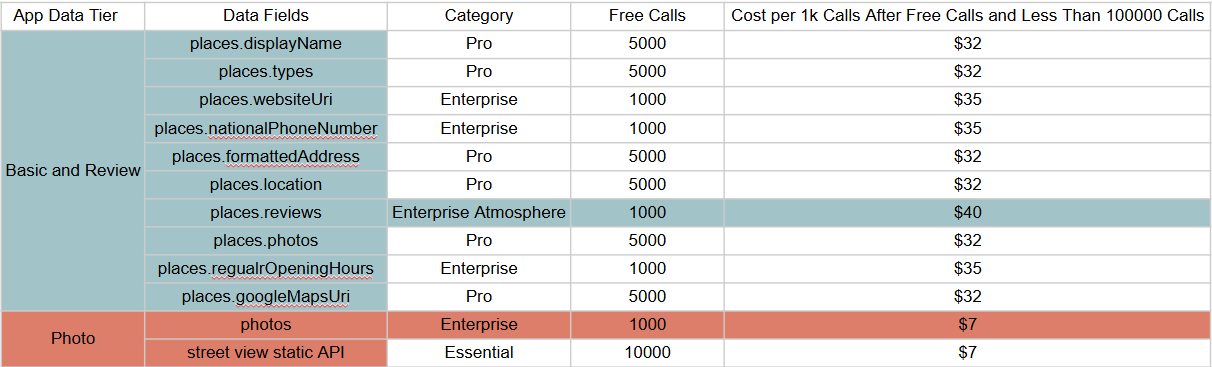 App Data Tier Data Fields Category Free Calls Cost per 1k Calls After Free Calls and Less Than 100000 Calls
places.displayName Pro 5000 $32
places.types Pro 5000 $32
places.websiteUri Enterprise 1000 $35
places.nationalPhoneNumber Enterprise 1000 $35
places.formattedAddress Pro 5000 $32
Basic and Review
places.location Pro 5000 $32
places.reviews Enterprise Atmosphere 1000 $40
places.photos Pro 5000 $32
places.regualrOpeningHours Enterprise 1000 $35
places.googleMapsUri Pro 5000 $32
photos Enterprise 1000 $7
Photo
street view static API Essential 10000 $7